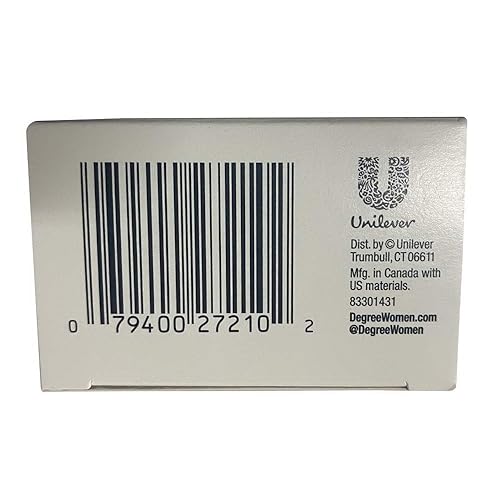 0 79400 27210 2
Unilever
Dist. by © Unilever
Trumbull, CT 06611
Mfg. in Canada with
US materials.
83301431
DegreeWomen.com
@DegreeWomen